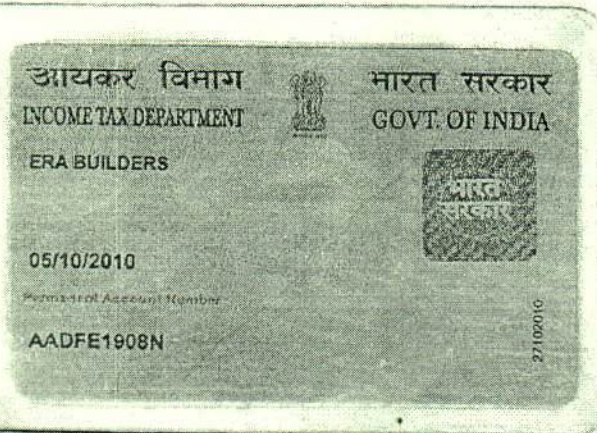 आयकर विभाग
INCOME TAX DEPARTMENT
भारत सरकार
GOVT. OF INDIA
ERA BUILDERS
भारत
सरकार
05/10/2010
Permanent Account Number
AADFE1908N
27102010